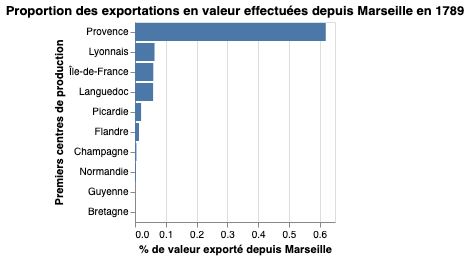 Proportion des exportations en valeur effectuées depuis Marseille en 1789
Premiers centres de production
Provence
Lyonnais
Île-de-France
Languedoc
Picardie
Flandre
Champagne
Normandie
Guyenne
Bretagne
0.0 0.1 0.2 0.3 0.4 0.5 0.6
% de valeur exporté depuis Marseille